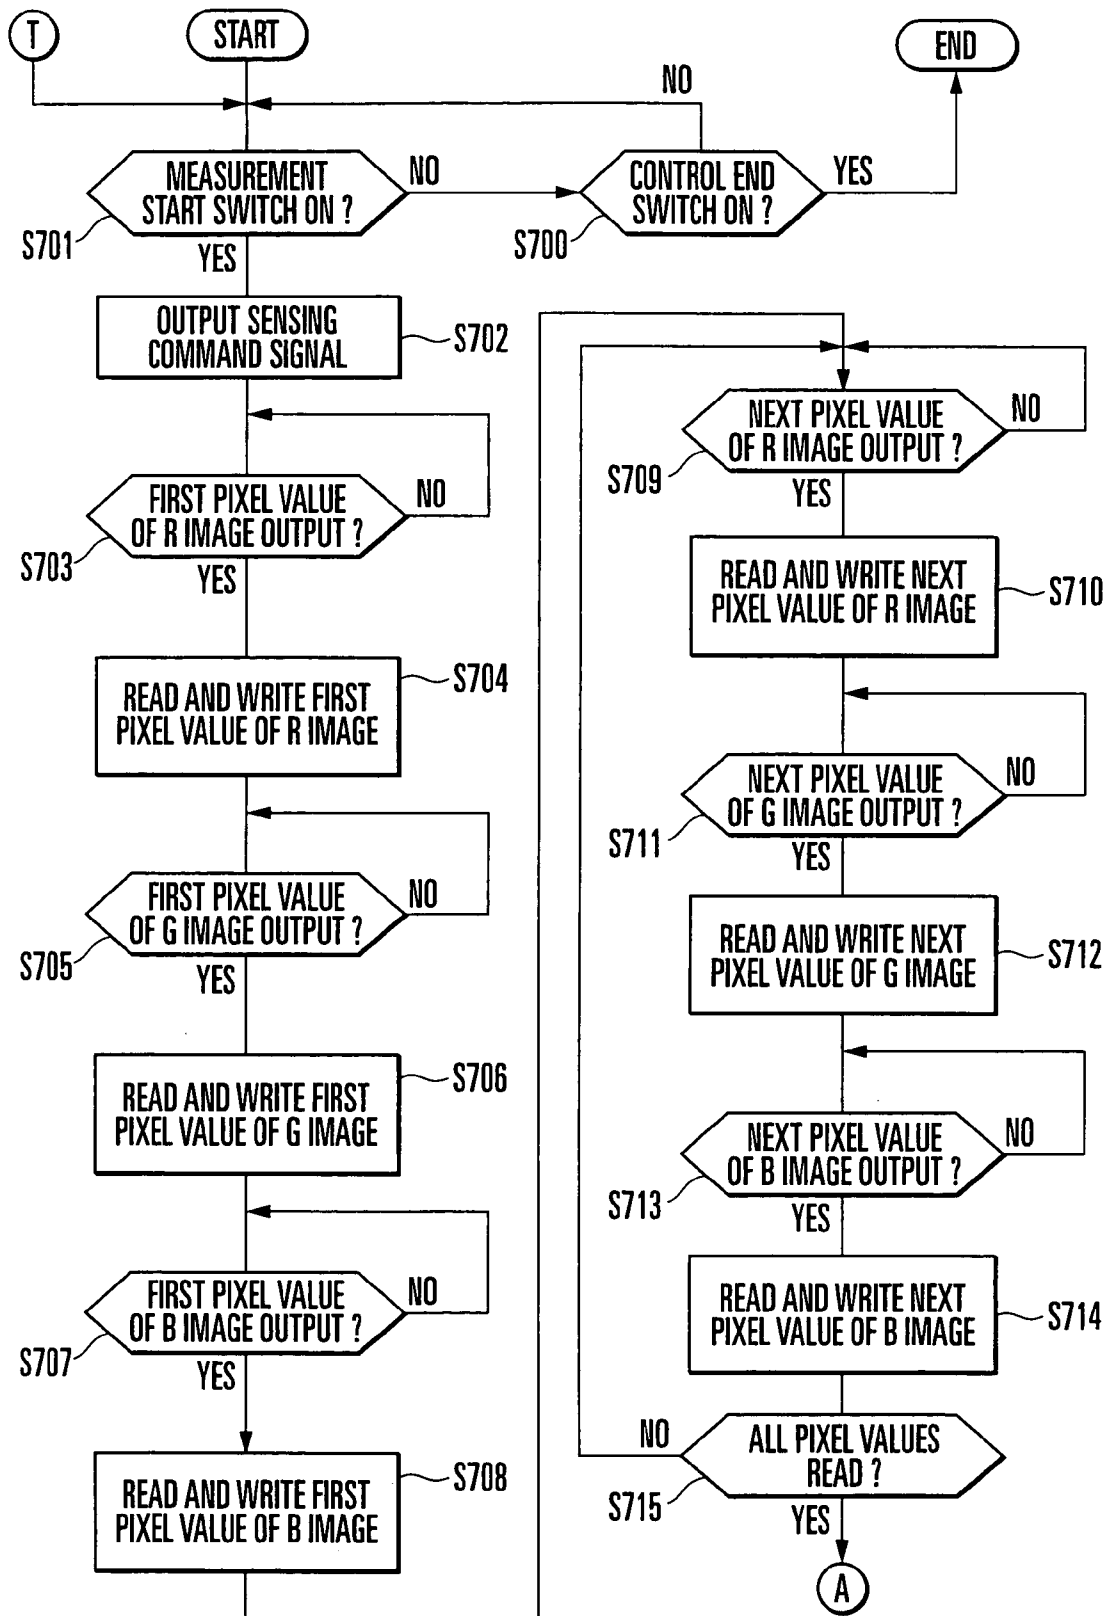 T
START
END
NO
MEASUREMENT
START SWITCH ON ?
NO
S701
YES
CONTROL END
SWITCH ON ?
YES
S700
OUTPUT SENSING
COMMAND SIGNAL
S702
FIRST PIXEL VALUE
OF R IMAGE OUTPUT ?
NO
S703
YES
READ AND WRITE FIRST
PIXEL VALUE OF R IMAGE
S704
FIRST PIXEL VALUE
OF G IMAGE OUTPUT ?
NO
S705
YES
READ AND WRITE FIRST
PIXEL VALUE OF G IMAGE
S706
FIRST PIXEL VALUE
OF B IMAGE OUTPUT ?
NO
S707
YES
READ AND WRITE FIRST
PIXEL VALUE OF B IMAGE
S708
NEXT PIXEL VALUE
OF R IMAGE OUTPUT ?
NO
S709
YES
READ AND WRITE NEXT
PIXEL VALUE OF R IMAGE
S710
NEXT PIXEL VALUE
OF G IMAGE OUTPUT ?
NO
S711
YES
READ AND WRITE NEXT
PIXEL VALUE OF G IMAGE
S712
NEXT PIXEL VALUE
OF B IMAGE OUTPUT ?
NO
S713
YES
READ AND WRITE NEXT
PIXEL VALUE OF B IMAGE
S714
NO
ALL PIXEL VALUES
READ ?
S715
YES
A